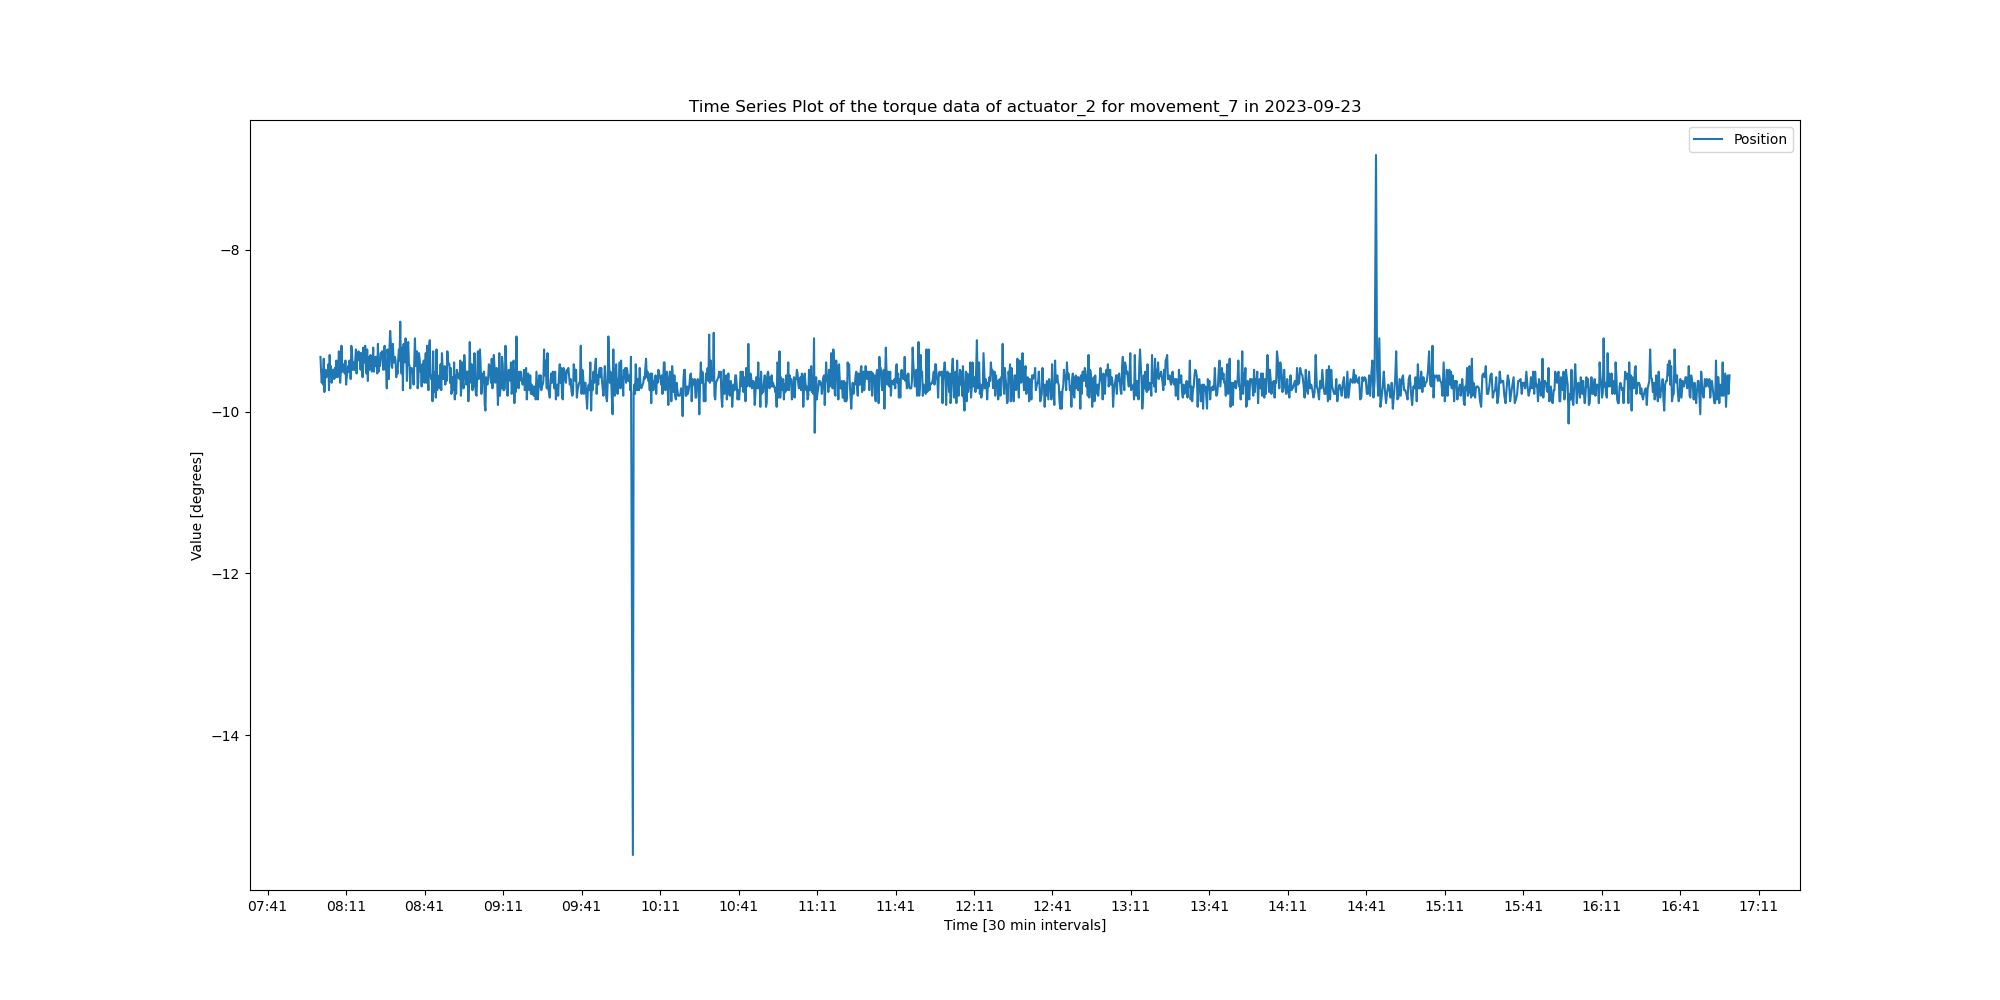 Time Series Plot of the torque data of actuator_2 for movement_7 in 2023-09-23
Position
Value [degrees]
−8
−10
−12
−14
07:41 08:11 08:41 09:11 09:41 10:11 10:41 11:11 11:41 12:11 12:41 13:11 13:41 14:11 14:41 15:11 15:41 16:11 16:41 17:11
Time [30 min intervals]